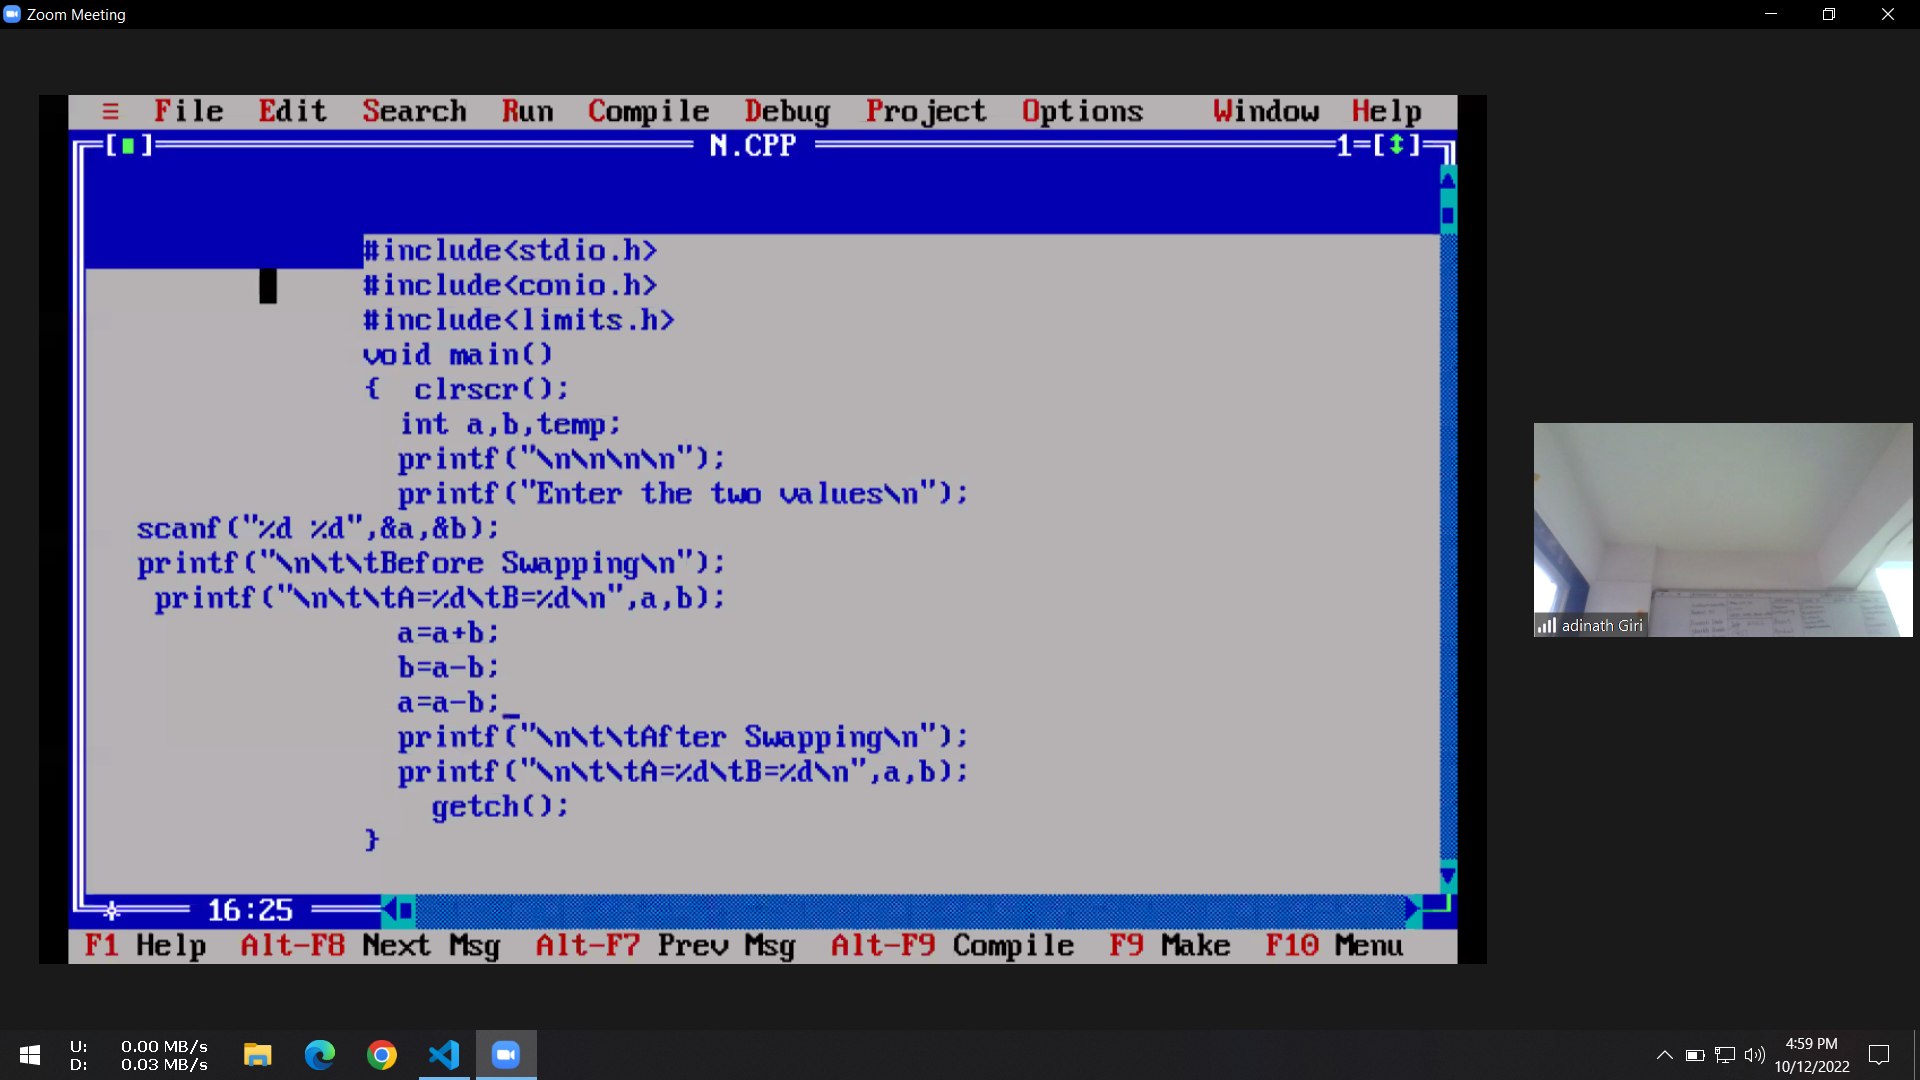 Zoom Meeting
≡ File Edit Search Run Compile Debug Project Options Window Help
[■] N.CPP 1=[↕]
#include<stdio.h>
#include<conio.h>
#include<limits.h>
void main()
{ clrscr();
int a,b,temp;
printf("\n\n\n\n");
printf("Enter the two values\n");
scanf("%d %d",&a,&b);
printf("\n\t\tBefore Swapping\n");
printf("\n\t\tA=%d\tB=%d\n",a,b);
a=a+b;
b=a-b;
a=a-b;_
printf("\n\t\tAfter Swapping\n");
printf("\n\t\tA=%d\tB=%d\n",a,b);
getch();
}
16:25
F1 Help Alt-F8 Next Msg Alt-F7 Prev Msg Alt-F9 Compile F9 Make F10 Menu
adinath Giri
U: 0.00 MB/s
D: 0.03 MB/s
4:59 PM
10/12/2022